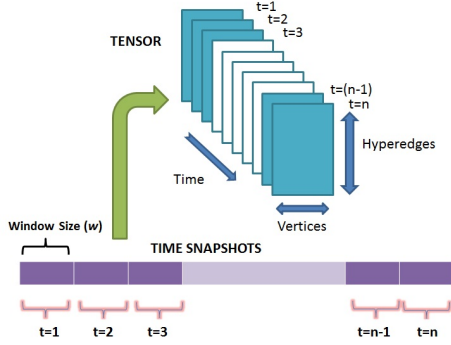 t=1
TENSOR
t=2
t=3
t=(n-1)
t=n
Hyperedges
Time
Vertices
Window Size (w)
TIME SNAPSHOTS
t=1 t=2 t=3 t=n-1 t=n